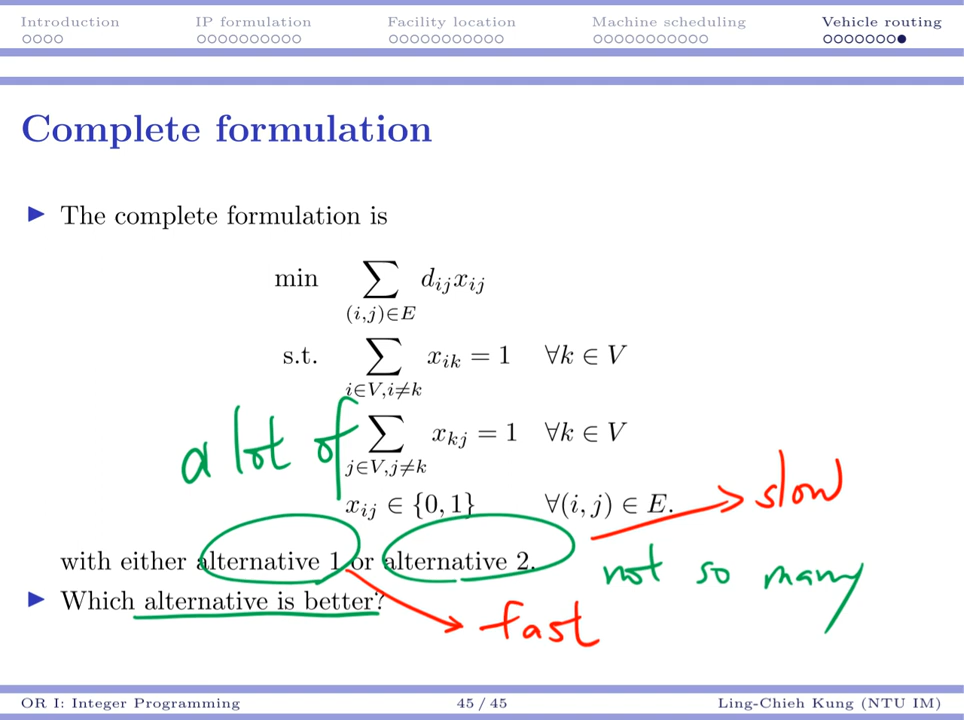 Introduction IP formulation Facility location Machine scheduling Vehicle routing
Complete formulation
▶ The complete formulation is
min ∑_{(i,j)∈E} d_{ij}x_{ij}
s.t. ∑_{i∈V,i≠k} x_{ik} = 1 ∀k ∈ V
∑_{j∈V,j≠k} x_{kj} = 1 ∀k ∈ V
a lot of
x_{ij} ∈ {0, 1} ∀(i, j) ∈ E.
slow
with either alternative 1 or alternative 2.
not so many
▶ Which alternative is better?
fast
OR I: Integer Programming 45 / 45 Ling-Chieh Kung (NTU IM)